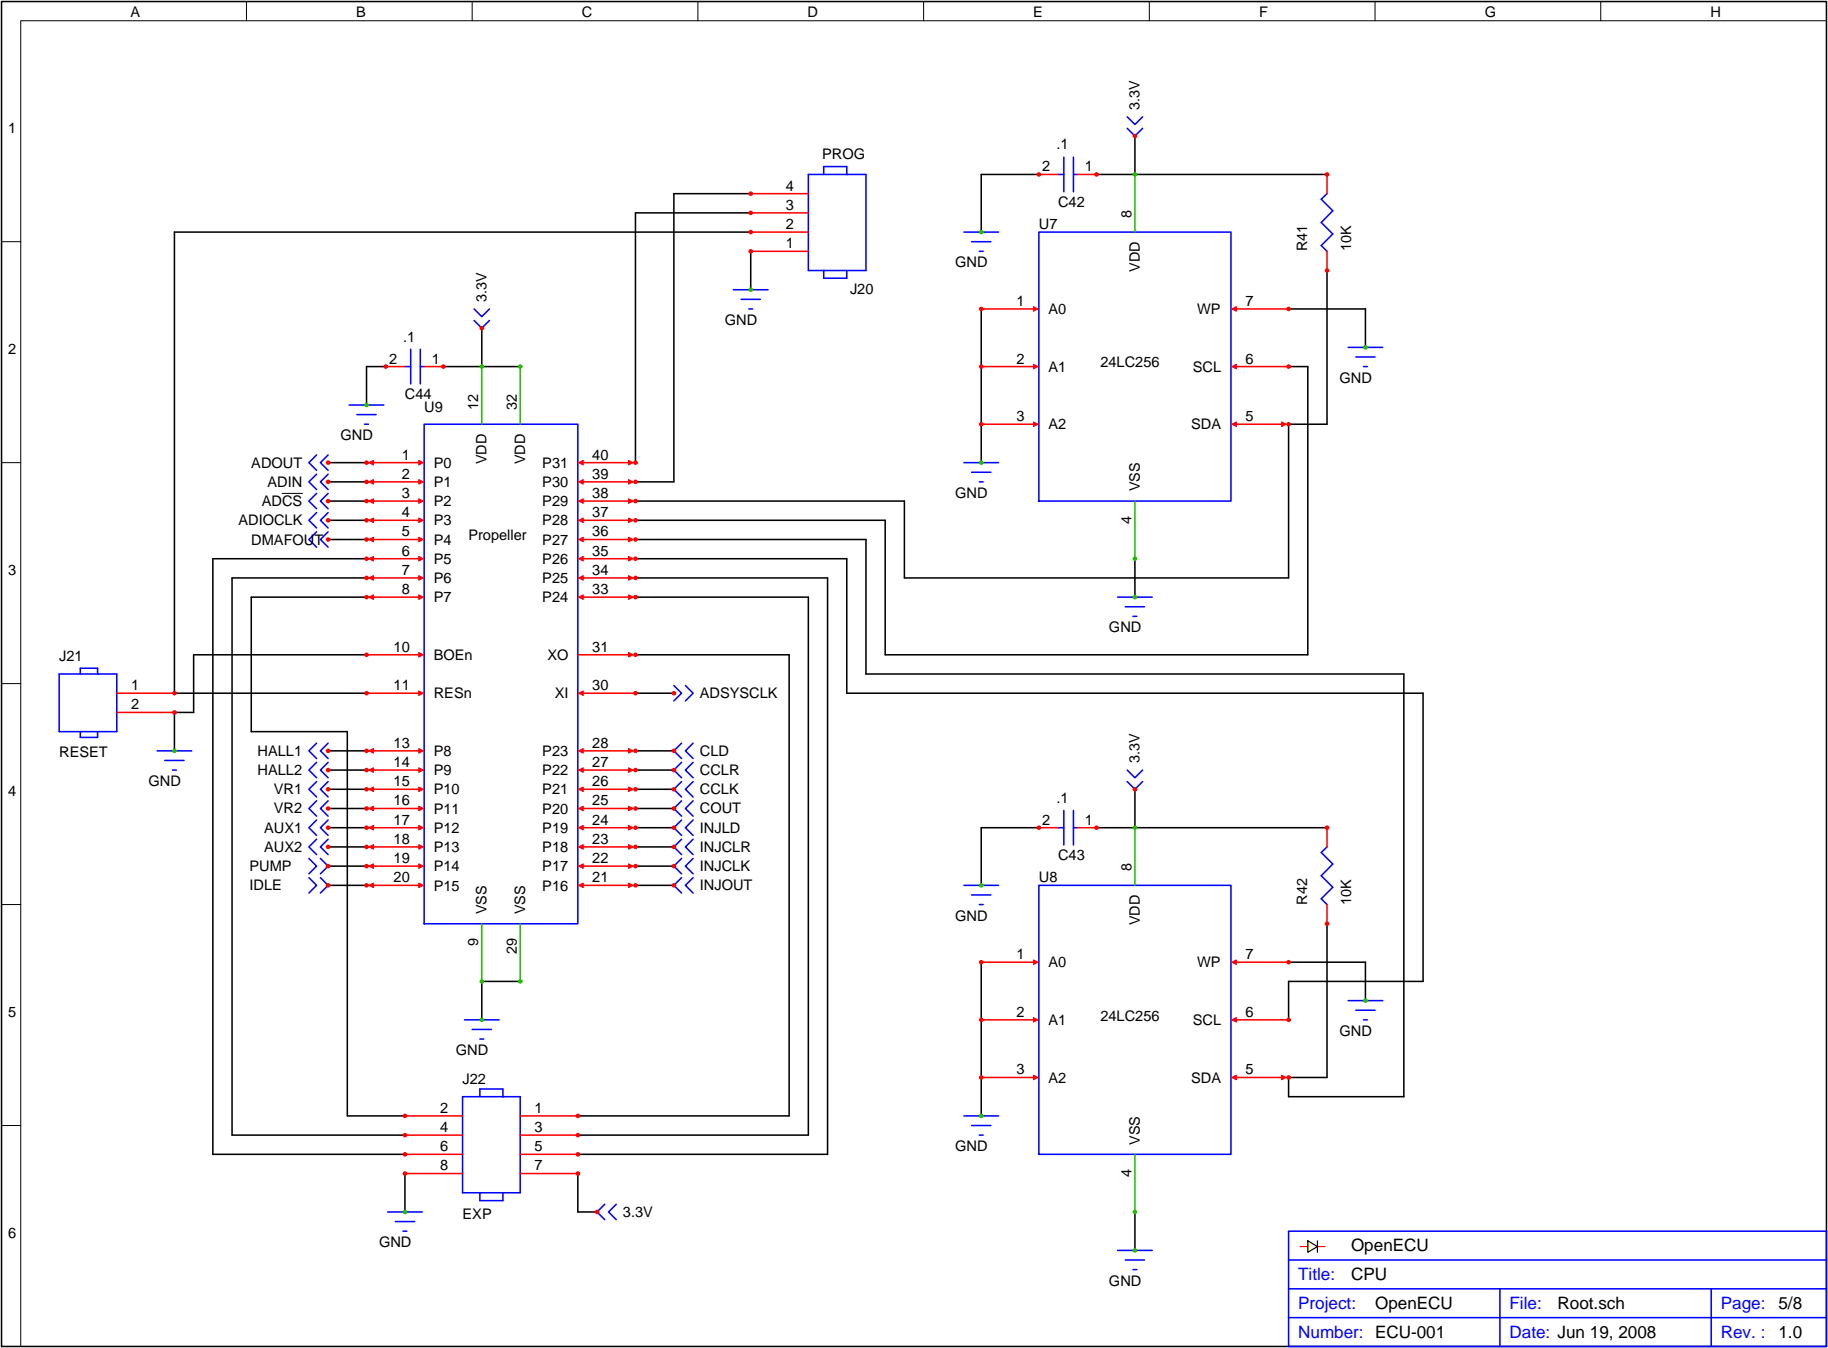 A B C D E F G H
1
2
3
4
5
6
PROG
4
3
2
1
J20
GND
3.3V
.1
2 1
C44
GND
U9
12 32
VDD VDD
Propeller
ADOUT 1 P0
ADIN 2 P1
ADCS 3 P2
ADIOCLK 4 P3
DMAFOUT 5 P4
6 P5
7 P6
8 P7
10 BOEn
11 RESn
HALL1 13 P8
HALL2 14 P9
VR1 15 P10
VR2 16 P11
AUX1 17 P12
AUX2 18 P13
PUMP 19 P14
IDLE 20 P15
P31 40
P30 39
P29 38
P28 37
P27 36
P26 35
P25 34
P24 33
XO 31
XI 30 ADSYSCLK
P23 28 CLD
P22 27 CCLR
P21 26 CCLK
P20 25 COUT
P19 24 INJLD
P18 23 INJCLR
P17 22 INJCLK
P16 21 INJOUT
VSS VSS
9 29
GND
J21
1
2
RESET
GND
J22
2 1
4 3
6 5
8 7
EXP
GND
3.3V
3.3V
.1
2 1
C42
GND
R41
10K
U7
8
VDD
1 A0
2 A1
3 A2
24LC256
WP 7
SCL 6
SDA 5
VSS
4
GND
GND
GND
3.3V
.1
2 1
C43
GND
R42
10K
U8
8
VDD
1 A0
2 A1
3 A2
24LC256
WP 7
SCL 6
SDA 5
VSS
4
GND
GND
GND
OpenECU
Title: CPU
Project: OpenECU File: Root.sch Page: 5/8
Number: ECU-001 Date: Jun 19, 2008 Rev. : 1.0